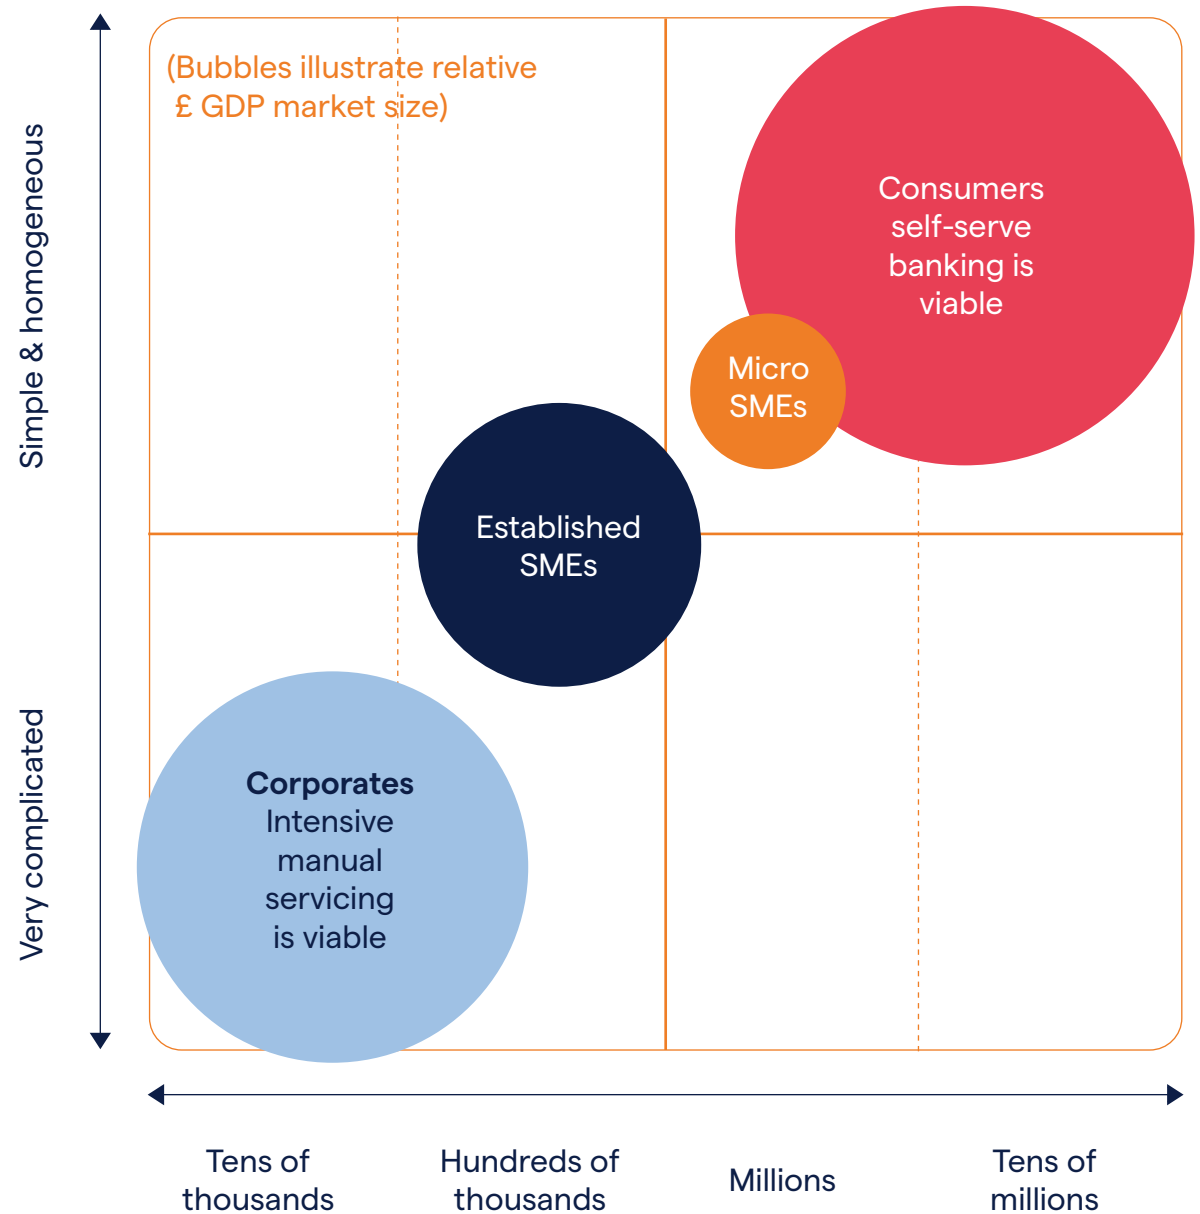 (Bubbles illustrate relative
£ GDP market size)
Simple & homogeneous
Very complicated
Consumers
self-serve
banking is
viable
Micro
SMEs
Established
SMEs
Corporates
Intensive
manual
servicing
is viable
Tens of
thousands
Hundreds of
thousands
Millions
Tens of
millions